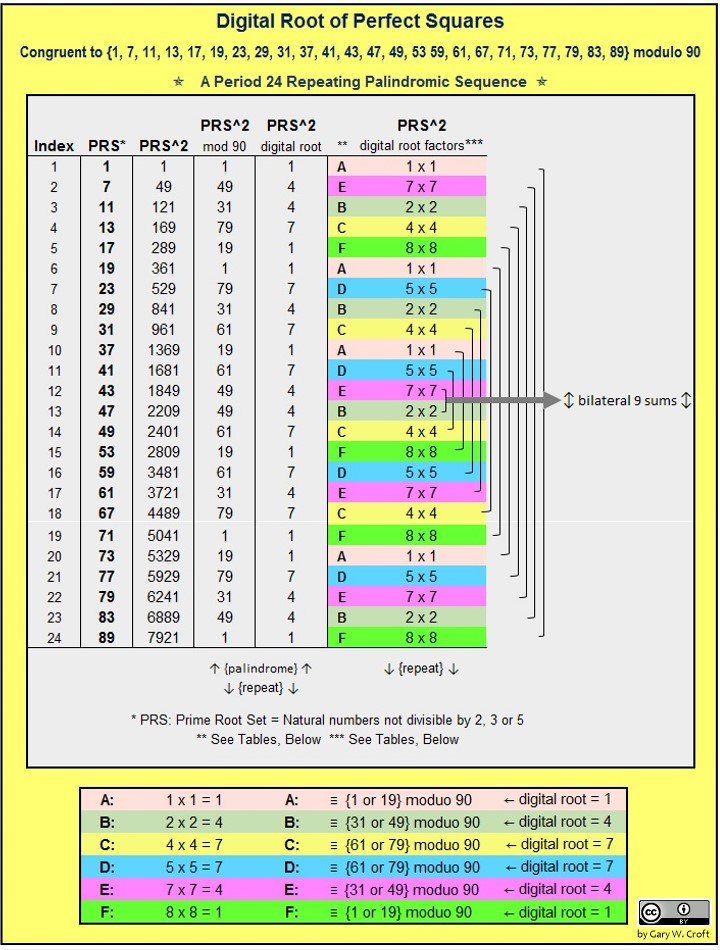 Digital Root of Perfect Squares
Congruent to {1, 7, 11, 13, 17, 19, 23, 29, 31, 37, 41, 43, 47, 49, 53 59, 61, 67, 71, 73, 77, 79, 83, 89} modulo 90
✯ A Period 24 Repeating Palindromic Sequence ✯
PRS^2 PRS^2 PRS^2
Index PRS* PRS^2 mod 90 digital root ** digital root factors***
1 1 1 1 1 A 1 x 1
2 7 49 49 4 E 7 x 7
3 11 121 31 4 B 2 x 2
4 13 169 79 7 C 4 x 4
5 17 289 19 1 F 8 x 8
6 19 361 1 1 A 1 x 1
7 23 529 79 7 D 5 x 5
8 29 841 31 4 B 2 x 2
9 31 961 61 7 C 4 x 4
10 37 1369 19 1 A 1 x 1
11 41 1681 61 7 D 5 x 5
12 43 1849 49 4 E 7 x 7
↕ bilateral 9 sums ↕
13 47 2209 49 4 B 2 x 2
14 49 2401 61 7 C 4 x 4
15 53 2809 19 1 F 8 x 8
16 59 3481 61 7 D 5 x 5
17 61 3721 31 4 E 7 x 7
18 67 4489 79 7 C 4 x 4
19 71 5041 1 1 F 8 x 8
20 73 5329 19 1 A 1 x 1
21 77 5929 79 7 D 5 x 5
22 79 6241 31 4 E 7 x 7
23 83 6889 49 4 B 2 x 2
24 89 7921 1 1 F 8 x 8
↑ {palindrome} ↑ ↓ {repeat} ↓
↓ {repeat} ↓
* PRS: Prime Root Set = Natural numbers not divisible by 2, 3 or 5
** See Tables, Below *** See Tables, Below
A: 1 x 1 = 1 A: ≡ {1 or 19} moduo 90 ← digital root = 1
B: 2 x 2 = 4 B: ≡ {31 or 49} moduo 90 ← digital root = 4
C: 4 x 4 = 7 C: ≡ {61 or 79} moduo 90 ← digital root = 7
D: 5 x 5 = 7 D: ≡ {61 or 79} moduo 90 ← digital root = 7
E: 7 x 7 = 4 E: ≡ {31 or 49} moduo 90 ← digital root = 4
F: 8 x 8 = 1 F: ≡ {1 or 19} moduo 90 ← digital root = 1
cc BY
by Gary W. Croft